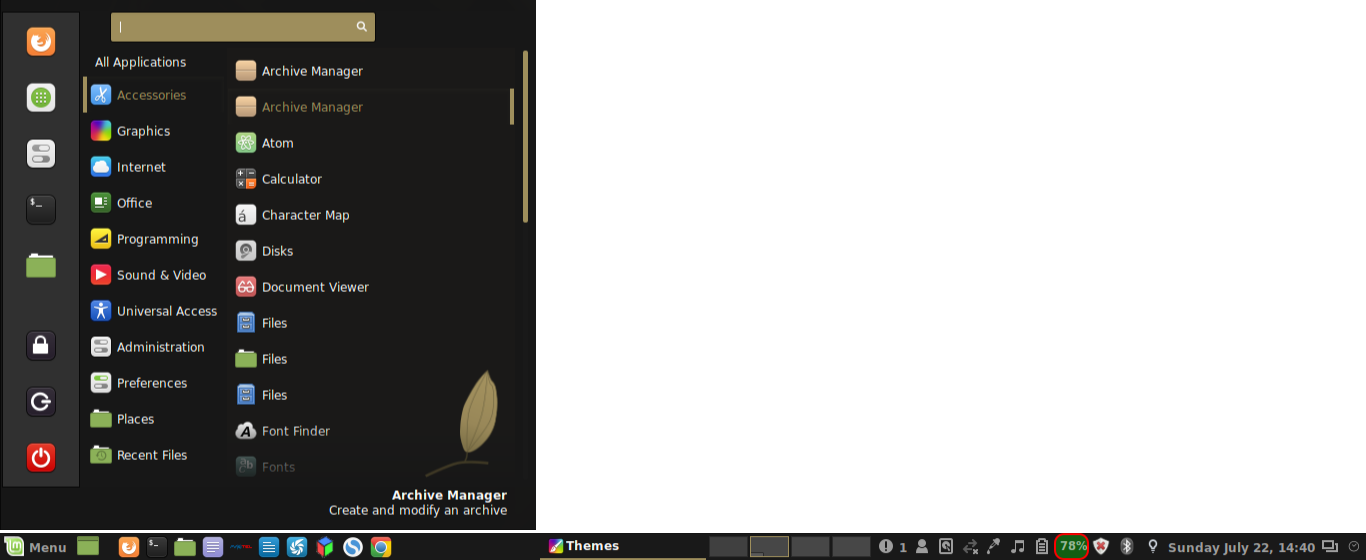 All Applications
Accessories
Graphics
Internet
Office
Programming
Sound & Video
Universal Access
Administration
Preferences
Places
Recent Files
Archive Manager
Archive Manager
Atom
Calculator
Character Map
Disks
Document Viewer
Files
Files
Files
Font Finder
Fonts
Archive Manager
Create and modify an archive
Menu
Themes
1
78%
Sunday July 22, 14:40